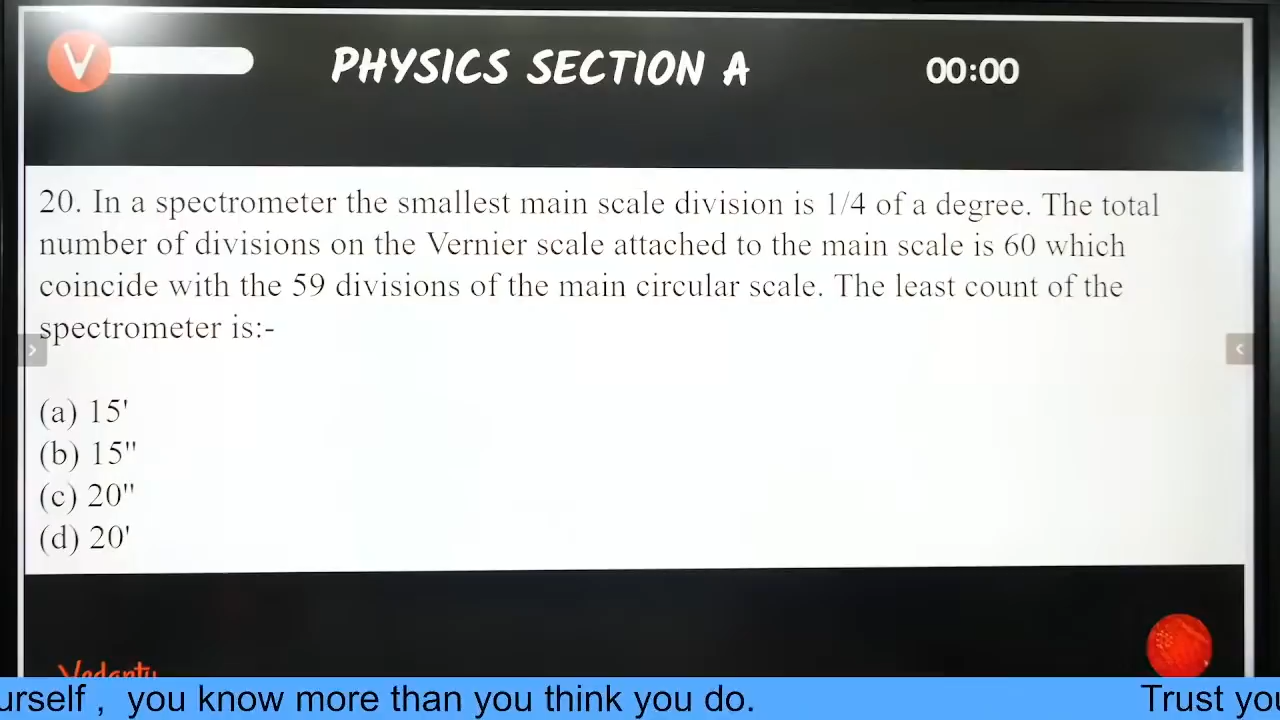 V
PHYSICS SECTION A
00:00
20. In a spectrometer the smallest main scale division is 1/4 of a degree. The total
number of divisions on the Vernier scale attached to the main scale is 60 which
coincide with the 59 divisions of the main circular scale. The least count of the
spectrometer is:-
(a) 15'
(b) 15"
(c) 20"
(d) 20'
Vedantu
urself , you know more than you think you do.
Trust you